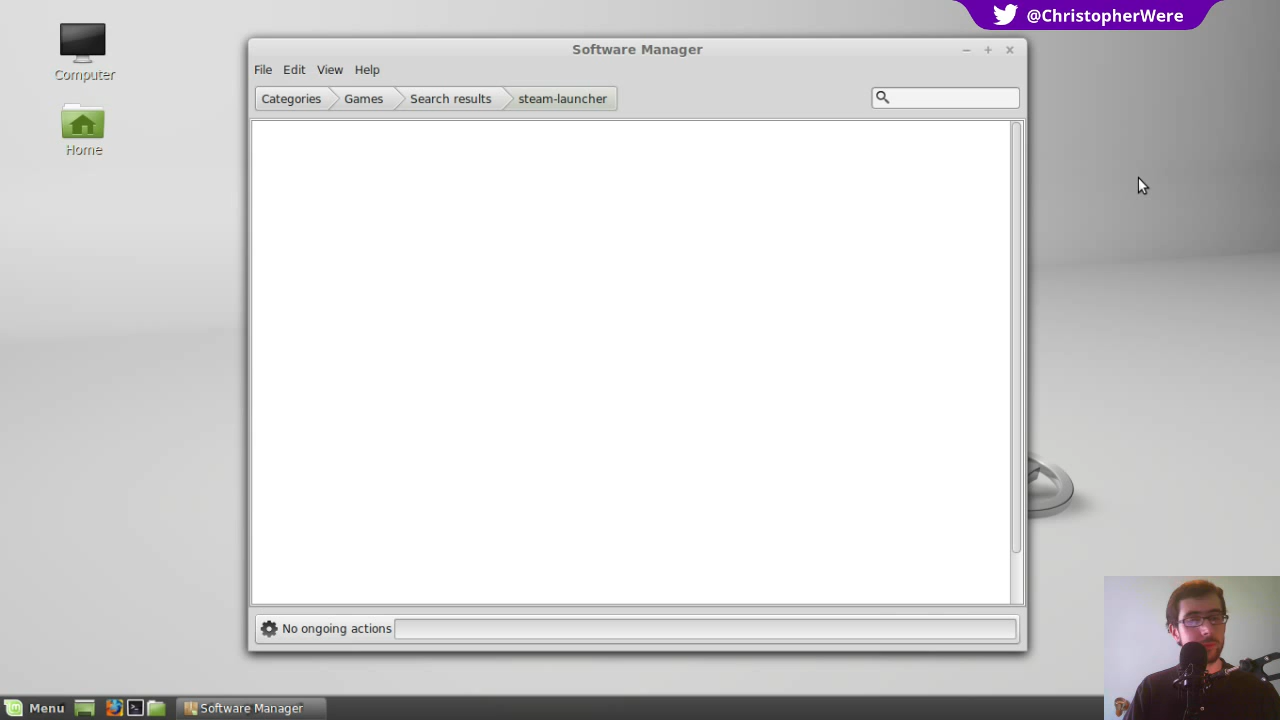 @ChristopherWere
Computer
Home
Software Manager
File Edit View Help
Categories Games Search results steam-launcher
No ongoing actions
Menu Software Manager